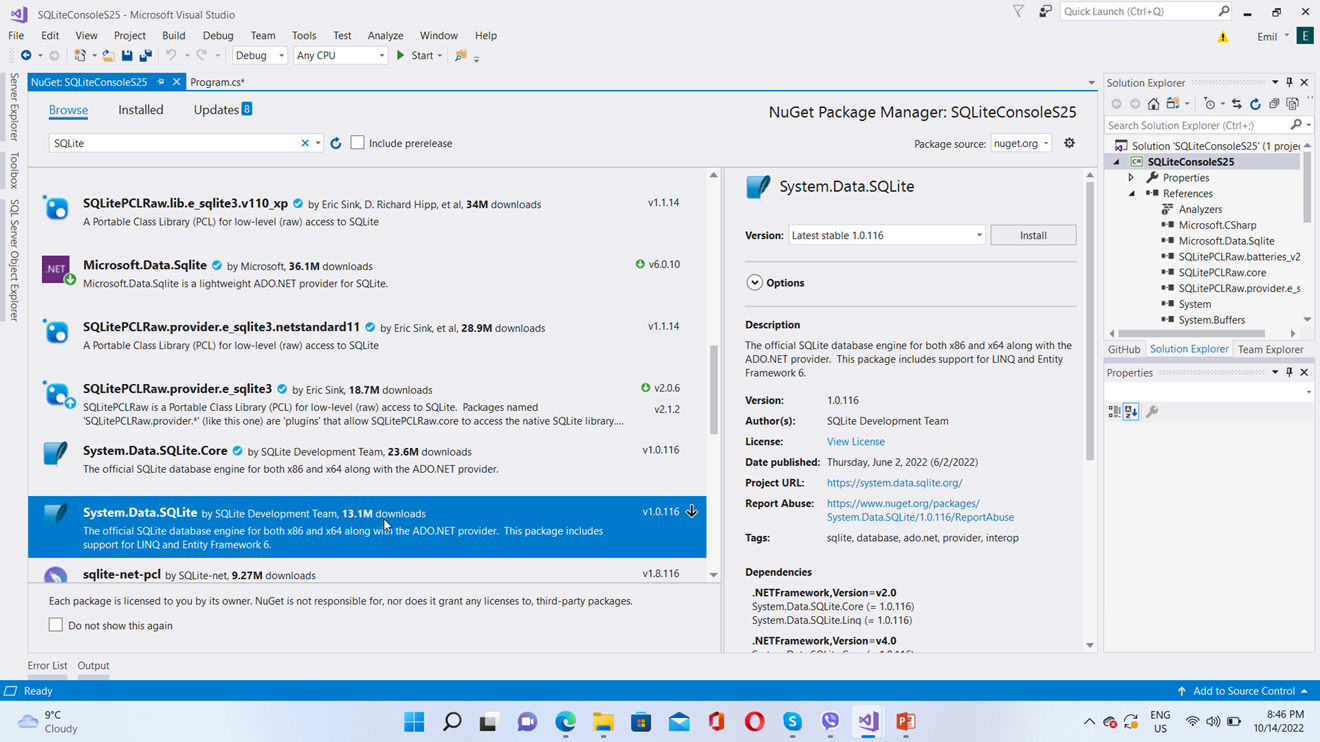 SQLiteConsoleS25 - Microsoft Visual Studio
Quick Launch (Ctrl+Q)
File Edit View Project Build Debug Team Tools Test Analyze Window Help
Emil
E
Debug
Any CPU
Start
Server Explorer
Toolbox
SQL Server Object Explorer
NuGet: SQLiteConsoleS25
Program.cs*
Browse
Installed
Updates 8
NuGet Package Manager: SQLiteConsoleS25
SQLite
Include prerelease
Package source: nuget.org
SQLitePCLRaw.lib.e_sqlite3.v110_xp by Eric Sink, D. Richard Hipp, et al, 34M downloads
v1.1.14
A Portable Class Library (PCL) for low-level (raw) access to SQLite
.NET
Microsoft.Data.Sqlite by Microsoft, 36.1M downloads
v6.0.10
Microsoft.Data.Sqlite is a lightweight ADO.NET provider for SQLite.
SQLitePCLRaw.provider.e_sqlite3.netstandard11 by Eric Sink, et al, 28.9M downloads
v1.1.14
A Portable Class Library (PCL) for low-level (raw) access to SQLite
SQLitePCLRaw.provider.e_sqlite3 by Eric Sink, 18.7M downloads
v2.0.6
v2.1.2
SQLitePCLRaw is a Portable Class Library (PCL) for low-level (raw) access to SQLite. Packages named
'SQLitePCLRaw.provider.*' (like this one) are 'plugins' that allow SQLitePCLRaw.core to access the native SQLite library....
System.Data.SQLite.Core by SQLite Development Team, 23.6M downloads
v1.0.116
The official SQLite database engine for both x86 and x64 along with the ADO.NET provider.
System.Data.SQLite by SQLite Development Team, 13.1M downloads
v1.0.116
The official SQLite database engine for both x86 and x64 along with the ADO.NET provider. This package includes
support for LINQ and Entity Framework 6.
sqlite-net-pcl by SQLite-net, 9.27M downloads
v1.8.116
Each package is licensed to you by its owner. NuGet is not responsible for, nor does it grant any licenses to, third-party packages.
Do not show this again
System.Data.SQLite
Version: Latest stable 1.0.116
Install
Options
Description
The official SQLite database engine for both x86 and x64 along with the
ADO.NET provider. This package includes support for LINQ and Entity
Framework 6.
Version: 1.0.116
Author(s): SQLite Development Team
License: View License
Date published: Thursday, June 2, 2022 (6/2/2022)
Project URL: https://system.data.sqlite.org/
Report Abuse: https://www.nuget.org/packages/
System.Data.SQLite/1.0.116/ReportAbuse
Tags: sqlite, database, ado.net, provider, interop
Dependencies
.NETFramework,Version=v2.0
System.Data.SQLite.Core (= 1.0.116)
System.Data.SQLite.Linq (= 1.0.116)
.NETFramework,Version=v4.0
Solution Explorer
Search Solution Explorer (Ctrl+;)
Solution 'SQLiteConsoleS25' (1 projec
C# SQLiteConsoleS25
Properties
References
Analyzers
Microsoft.CSharp
Microsoft.Data.Sqlite
SQLitePCLRaw.batteries_v2
SQLitePCLRaw.core
SQLitePCLRaw.provider.e_s
System
System.Buffers
GitHub
Solution Explorer
Team Explorer
Properties
Error List
Output
Ready
Add to Source Control
9°C
Cloudy
ENG
US
8:46 PM
10/14/2022